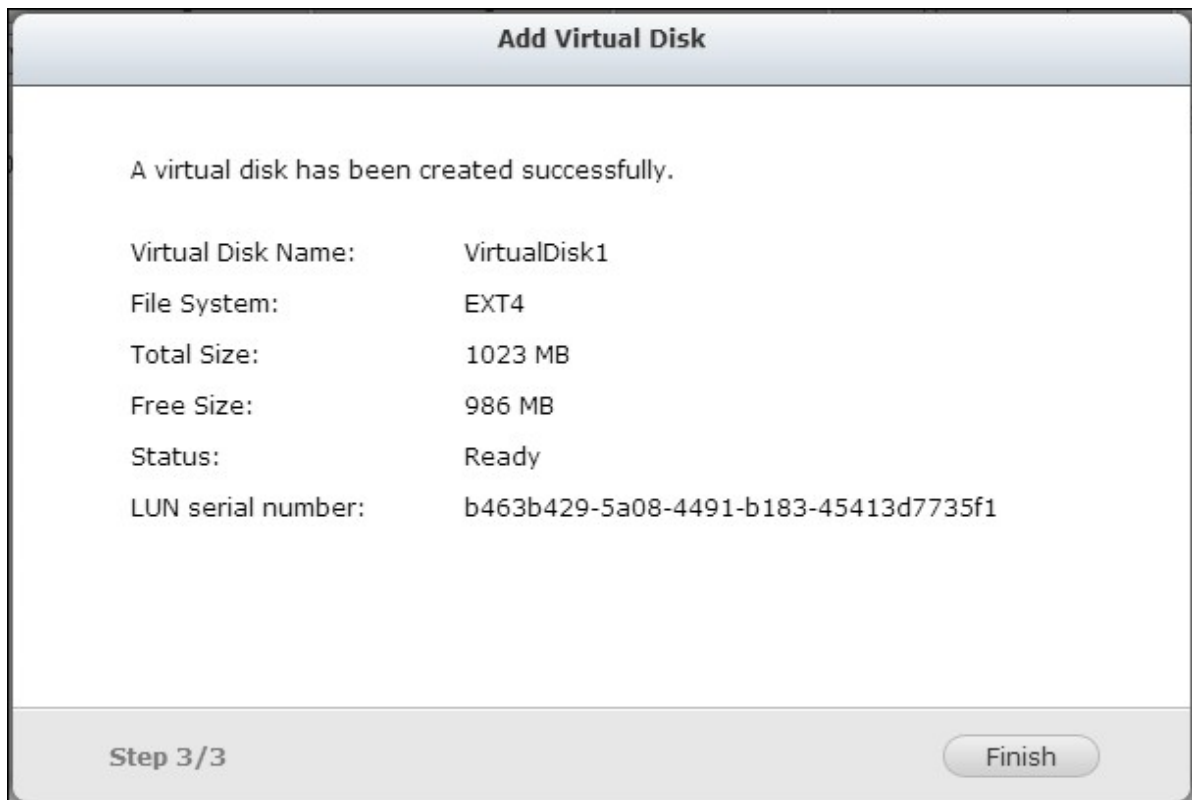 Add Virtual Disk
A virtual disk has been created successfully.
Virtual Disk Name: VirtualDisk1
File System: EXT4
Total Size: 1023 MB
Free Size: 986 MB
Status: Ready
LUN serial number: b463b429-5a08-4491-b183-45413d7735f1
Step 3/3 Finish